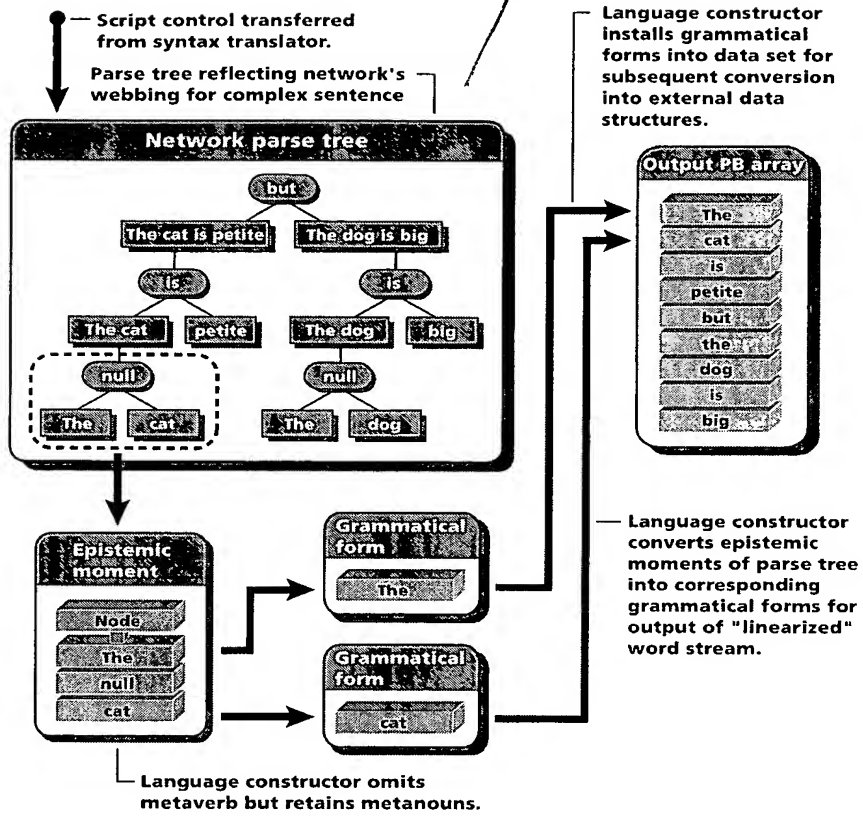 Script control transferred
from syntax translator.
Parse tree reflecting network's
webbing for complex sentence
Language constructor
installs grammatical
forms into data set for
subsequent conversion
into external data
structures.
Network parse tree
but
The cat is petite
The dog is big
is
is
The cat
petite
The dog
big
null
null
The
cat
The
dog
Output PB array
The
cat
is
petite
but
the
dog
is
big
Epistemic
moment
Node
The
null
cat
Grammatical
form
The
Grammatical
form
cat
Language constructor
converts epistemic
moments of parse tree
into corresponding
grammatical forms for
output of "linearized"
word stream.
Language constructor omits
metaverb but retains metanouns.